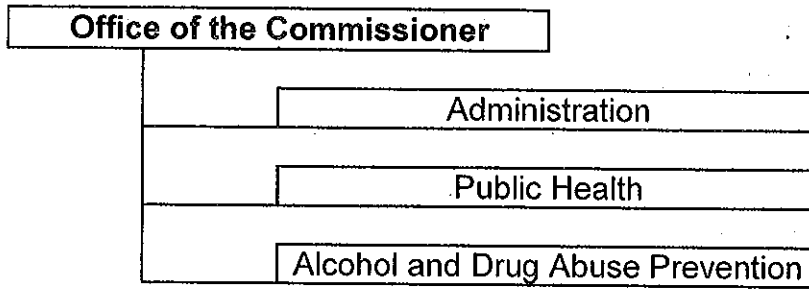 Office of the Commissioner
Administration
Public Health
Alcohol and Drug Abuse Prevention